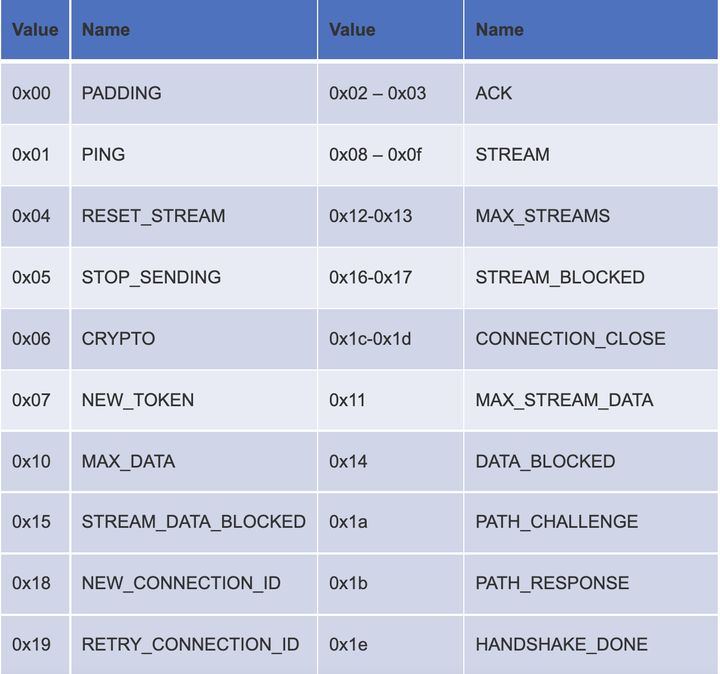 Value Name Value Name
0x00 PADDING 0x02 – 0x03 ACK
0x01 PING 0x08 – 0x0f STREAM
0x04 RESET_STREAM 0x12-0x13 MAX_STREAMS
0x05 STOP_SENDING 0x16-0x17 STREAM_BLOCKED
0x06 CRYPTO 0x1c-0x1d CONNECTION_CLOSE
0x07 NEW_TOKEN 0x11 MAX_STREAM_DATA
0x10 MAX_DATA 0x14 DATA_BLOCKED
0x15 STREAM_DATA_BLOCKED 0x1a PATH_CHALLENGE
0x18 NEW_CONNECTION_ID 0x1b PATH_RESPONSE
0x19 RETRY_CONNECTION_ID 0x1e HANDSHAKE_DONE